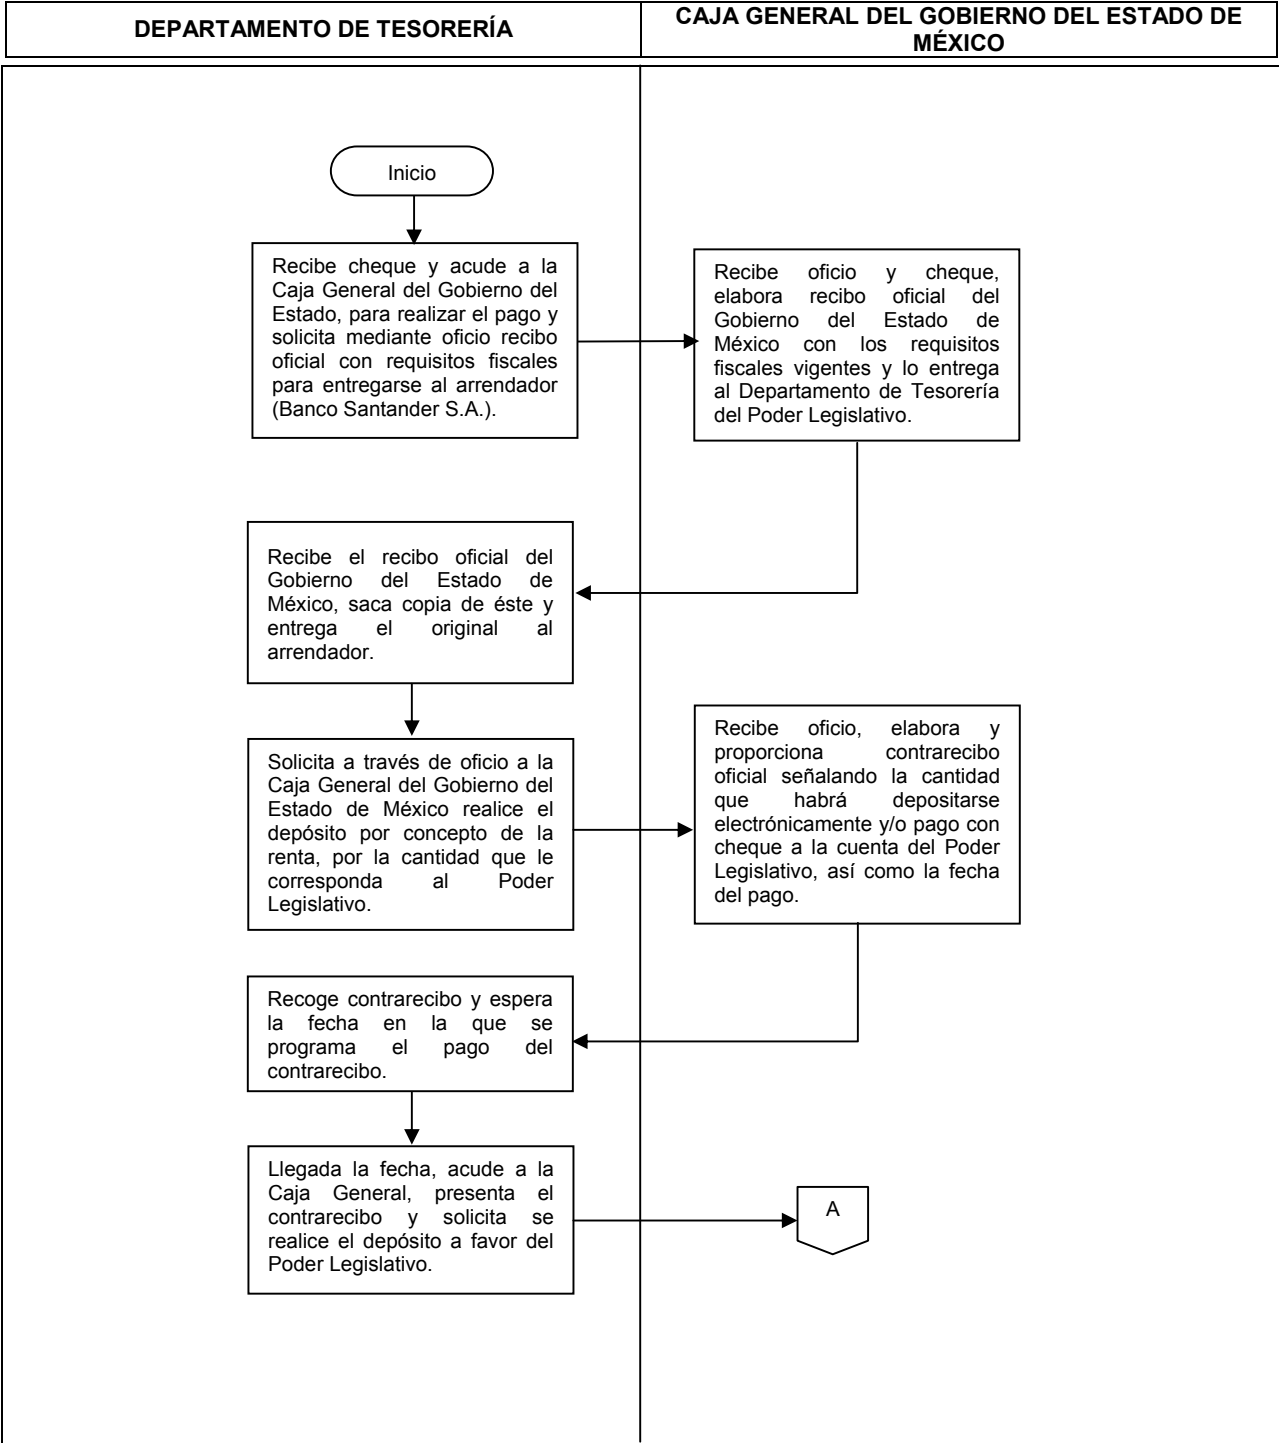 DEPARTAMENTO DE TESORERÍA
CAJA GENERAL DEL GOBIERNO DEL ESTADO DE
MÉXICO
Inicio
Recibe cheque y acude a la
Caja General del Gobierno del
Estado, para realizar el pago y
solicita mediante oficio recibo
oficial con requisitos fiscales
para entregarse al arrendador
(Banco Santander S.A.).
Recibe oficio y cheque,
elabora recibo oficial del
Gobierno del Estado de
México con los requisitos
fiscales vigentes y lo entrega
al Departamento de Tesorería
del Poder Legislativo.
Recibe el recibo oficial del
Gobierno del Estado de
México, saca copia de éste y
entrega el original al
arrendador.
Solicita a través de oficio a la
Caja General del Gobierno del
Estado de México realice el
depósito por concepto de la
renta, por la cantidad que le
corresponda al Poder
Legislativo.
Recibe oficio, elabora y
proporciona contrarecibo
oficial señalando la cantidad
que habrá depositarse
electrónicamente y/o pago con
cheque a la cuenta del Poder
Legislativo, así como la fecha
del pago.
Recoge contrarecibo y espera
la fecha en la que se
programa el pago del
contrarecibo.
Llegada la fecha, acude a la
Caja General, presenta el
contrarecibo y solicita se
realice el depósito a favor del
Poder Legislativo.
A